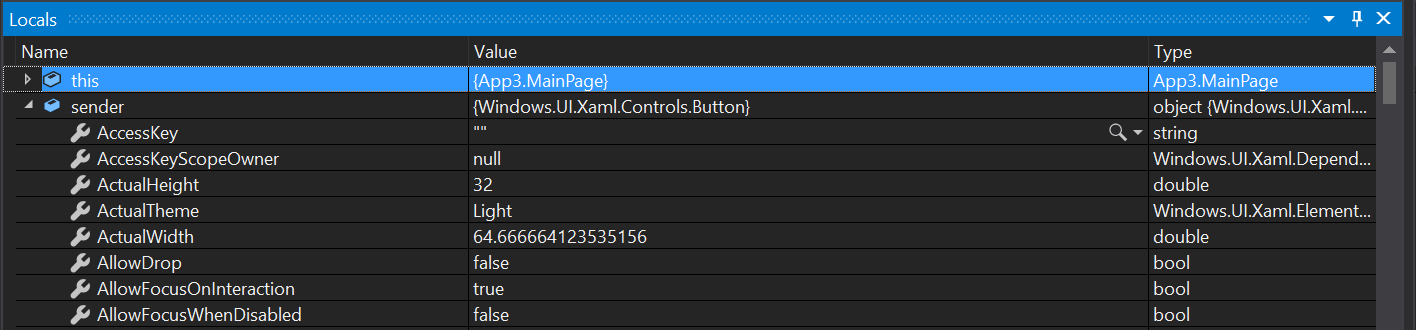 Locals
Name Value Type
this {App3.MainPage} App3.MainPage
sender {Windows.UI.Xaml.Controls.Button} object {Windows.UI.Xaml....
AccessKey "" string
AccessKeyScopeOwner null Windows.UI.Xaml.Depend...
ActualHeight 32 double
ActualTheme Light Windows.UI.Xaml.Element...
ActualWidth 64.666664123535156 double
AllowDrop false bool
AllowFocusOnInteraction true bool
AllowFocusWhenDisabled false bool